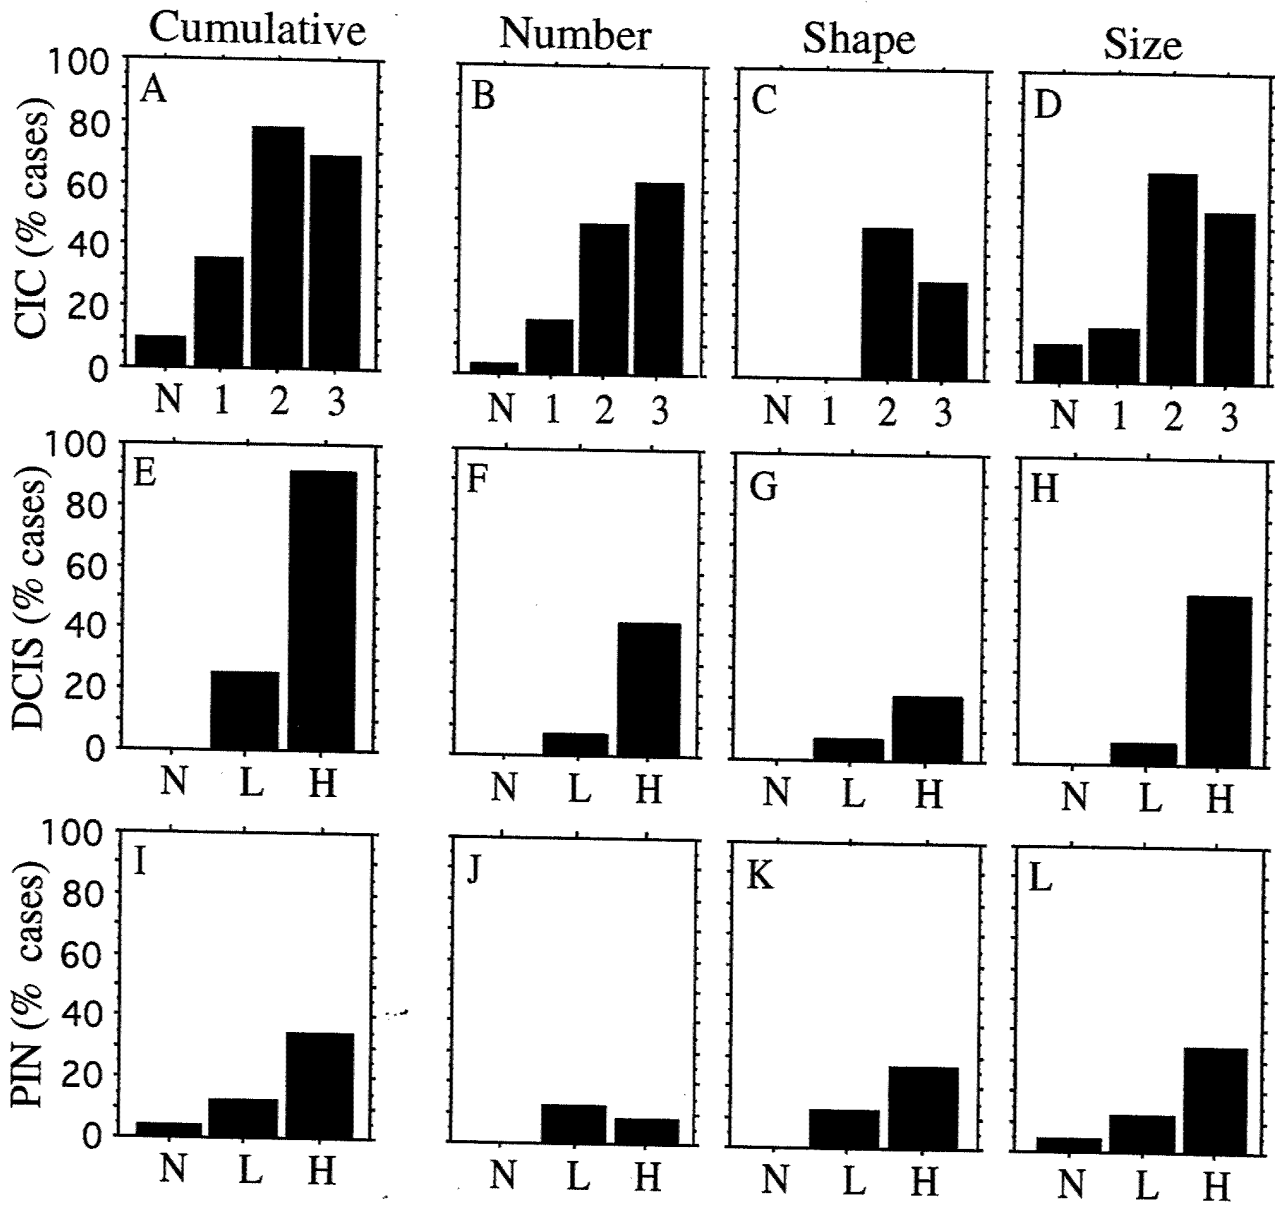 Cumulative Number Shape Size
CIC (% cases)
100
80
60
40
20
0
A B C D
N 1 2 3 N 1 2 3 N 1 2 3 N 1 2 3
DCIS (% cases)
100
80
60
40
20
0
E F G H
N L H N L H N L H N L H
PIN (% cases)
100
80
60
40
20
0
I J K L
N L H N L H N L H N L H